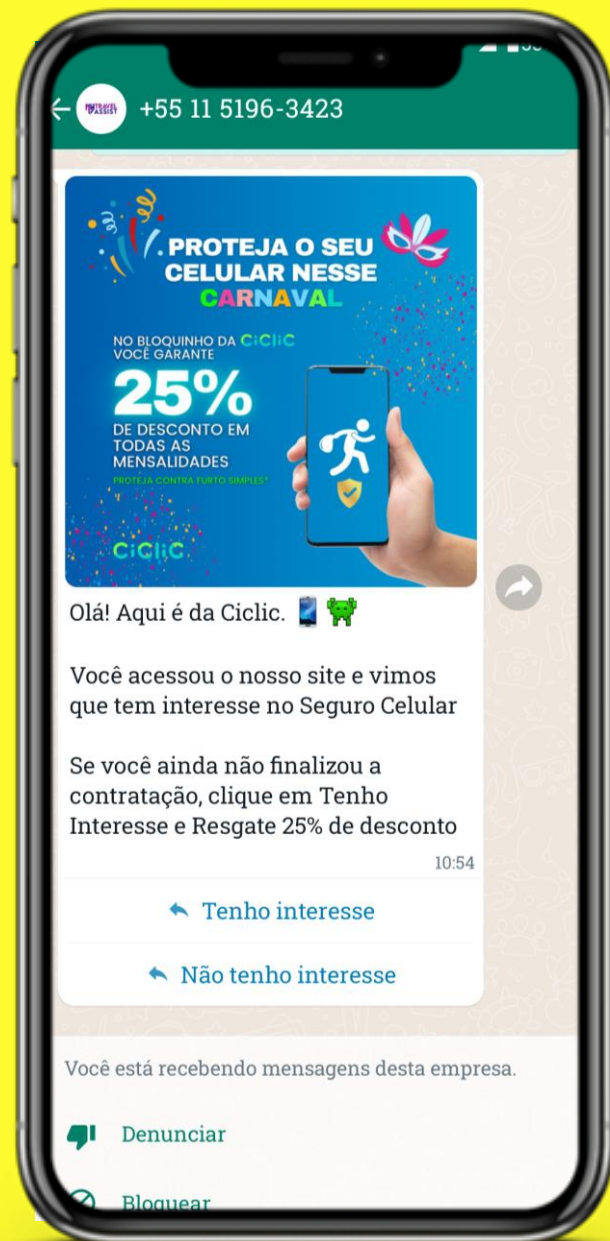 +55 11 5196-3423
PROTEJA O SEU
CELULAR NESSE
CARNAVAL
NO BLOQUINHO DA CiCliC
VOCÊ GARANTE
25%
DE DESCONTO EM
TODAS AS
MENSALIDADES
PROTEJA CONTRA FURTO SIMPLES*
CiCliC
Olá! Aqui é da Ciclic.
Você acessou o nosso site e vimos
que tem interesse no Seguro Celular
Se você ainda não finalizou a
contratação, clique em Tenho
Interesse e Resgate 25% de desconto
10:54
Tenho interesse
Não tenho interesse
Você está recebendo mensagens desta empresa.
Denunciar
Bloquear